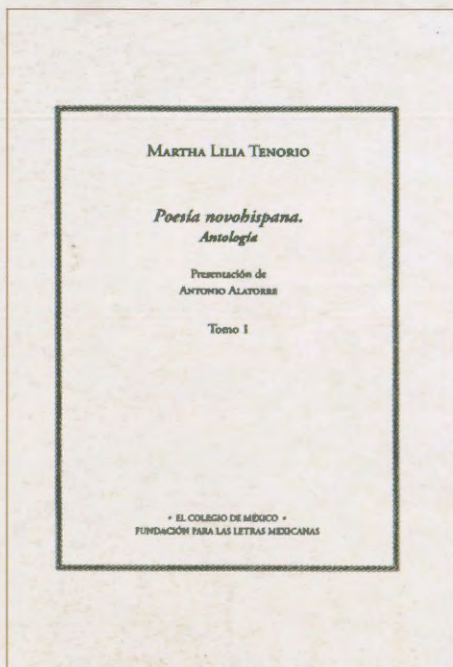 MARTHA LILIA TENORIO
Poesía novohispana.
Antología
Presentación de
ANTONIO ALATORRE
Tomo I
• EL COLEGIO DE MÉXICO •
FUNDACIÓN PARA LAS LETRAS MEXICANAS